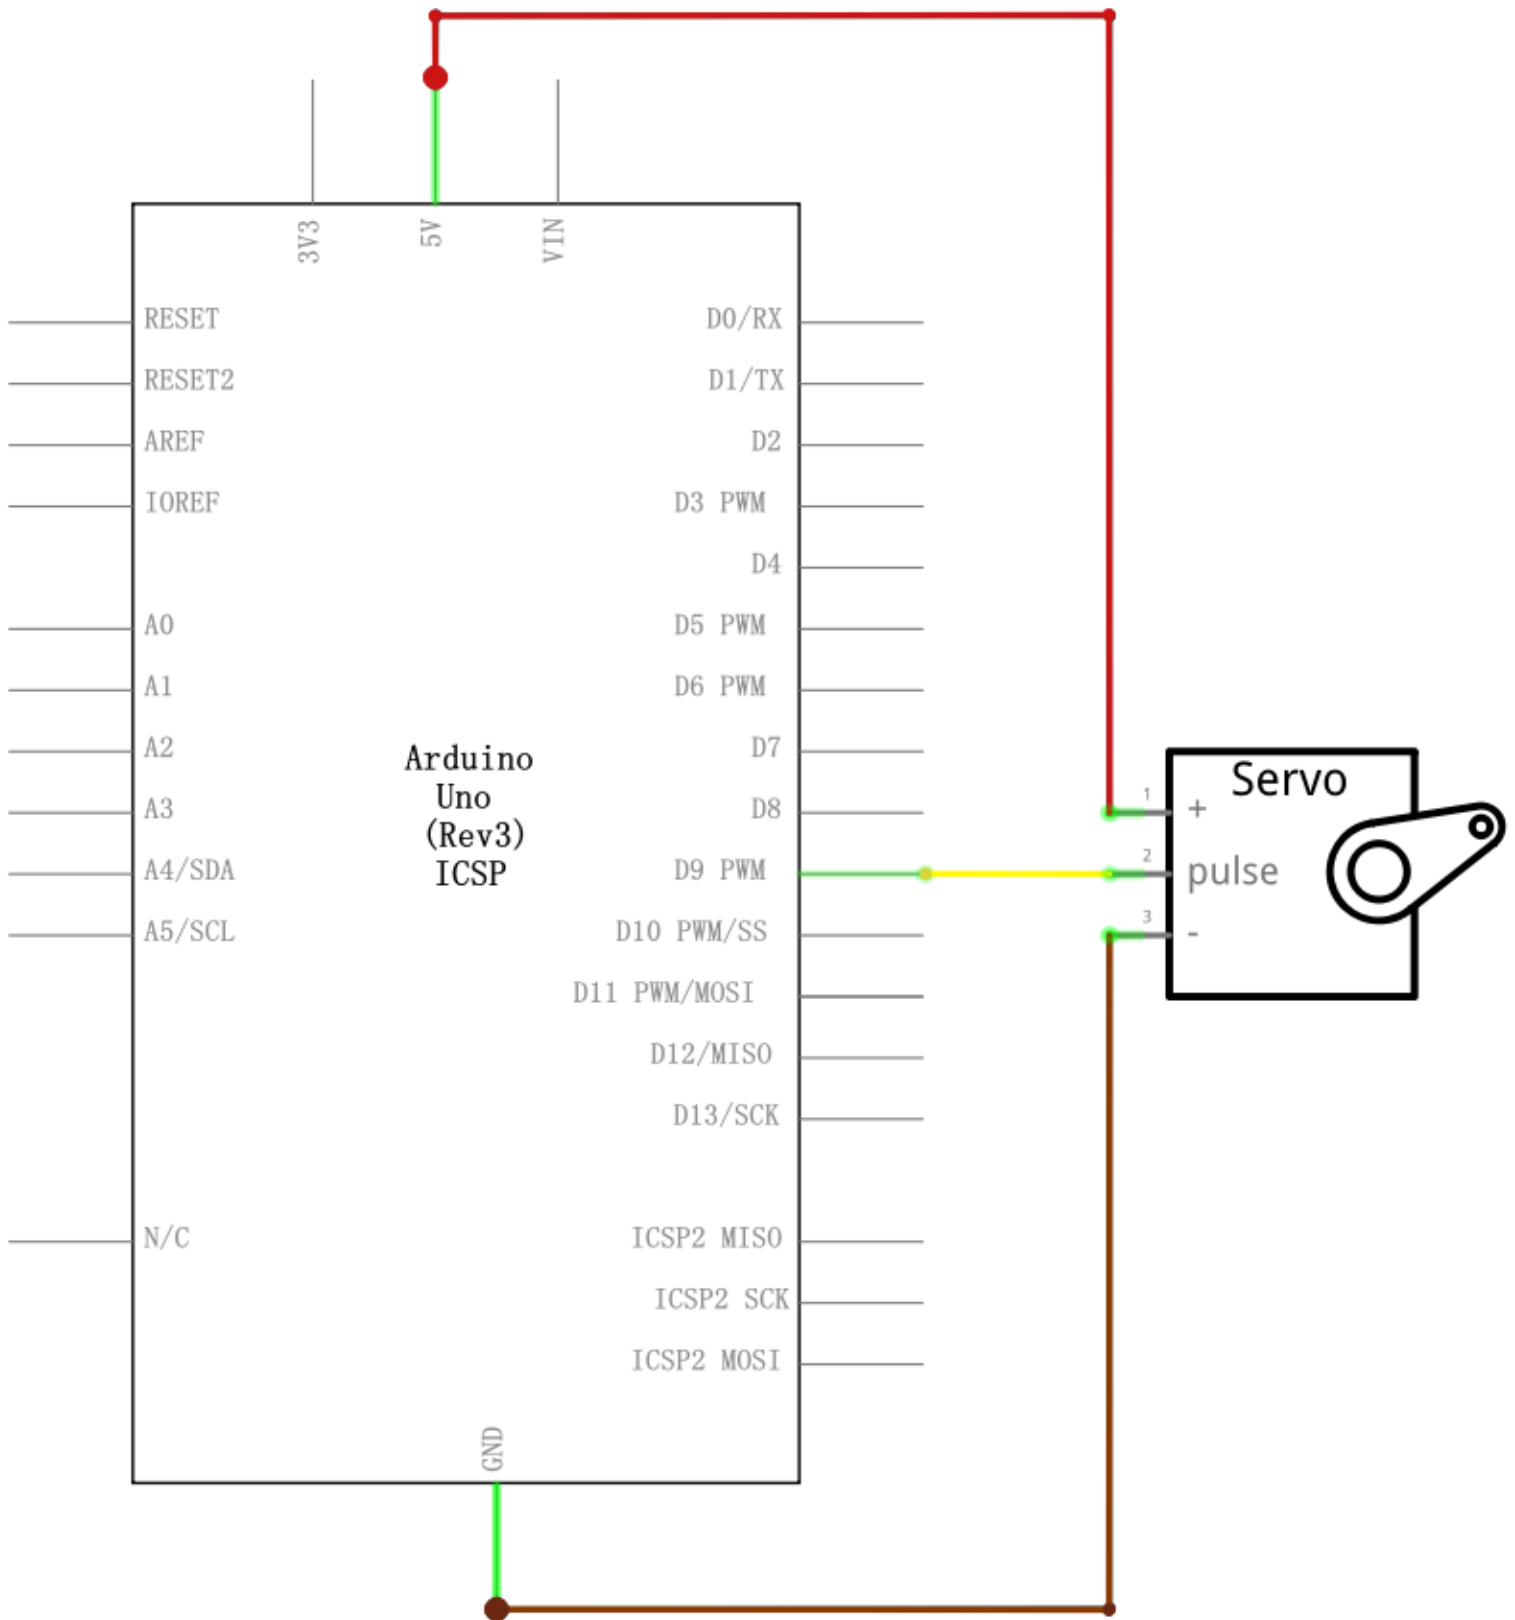 3V3
5V
VIN
RESET
D0/RX
RESET2
D1/TX
AREF
D2
IOREF
D3 PWM
D4
A0
D5 PWM
A1
D6 PWM
A2
D7
A3
D8
A4/SDA
D9 PWM
A5/SCL
D10 PWM/SS
D11 PWM/MOSI
D12/MISO
D13/SCK
N/C
ICSP2 MISO
ICSP2 SCK
ICSP2 MOSI
GND
Arduino
Uno
(Rev3)
ICSP
Servo
1
+
2
pulse
3
-